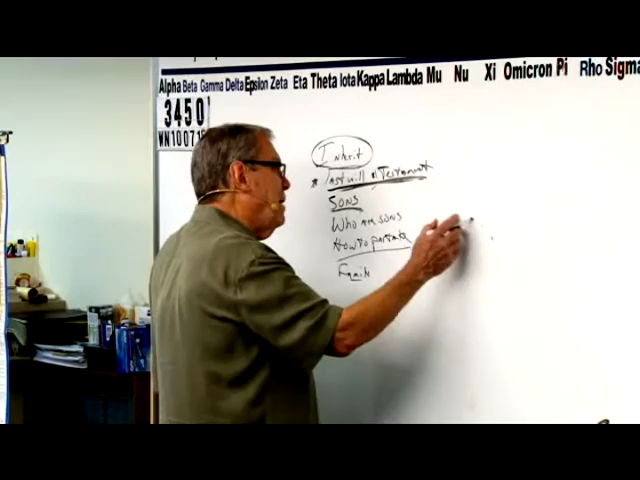 Alpha Beta Gamma Delta Epsilon Zeta Eta Theta Iota Kappa Lambda Mu Nu Xi Omicron Pi Rho Sigma
3450
WN10071
Inherit
* Last will & Testament
SONS
Who are sons
How to partake